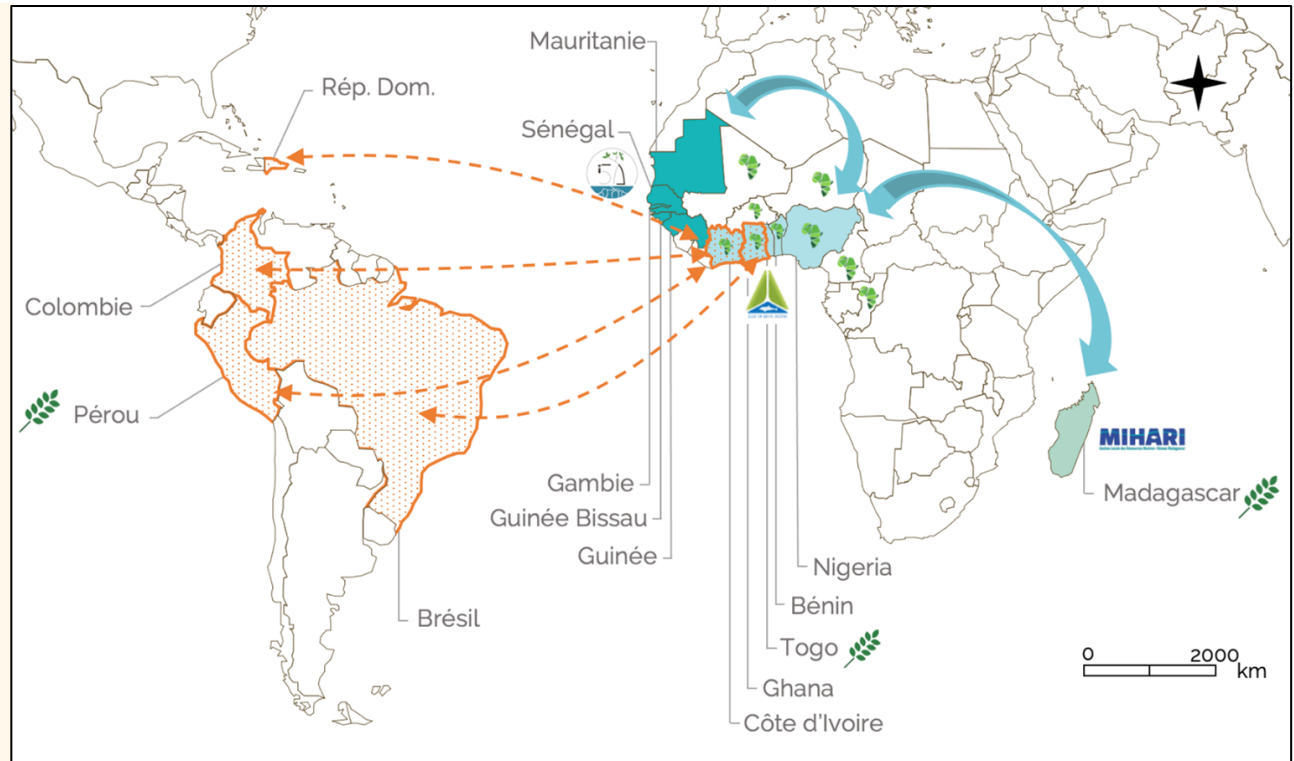 Mauritanie
Rép. Dom.
Sénégal
Colombie
Pérou
MIHARI
Madagascar
Gambie
Guinée Bissau
Guinée
Nigeria
Bénin
Brésil
Togo
0 2000
km
Ghana
Côte d'Ivoire